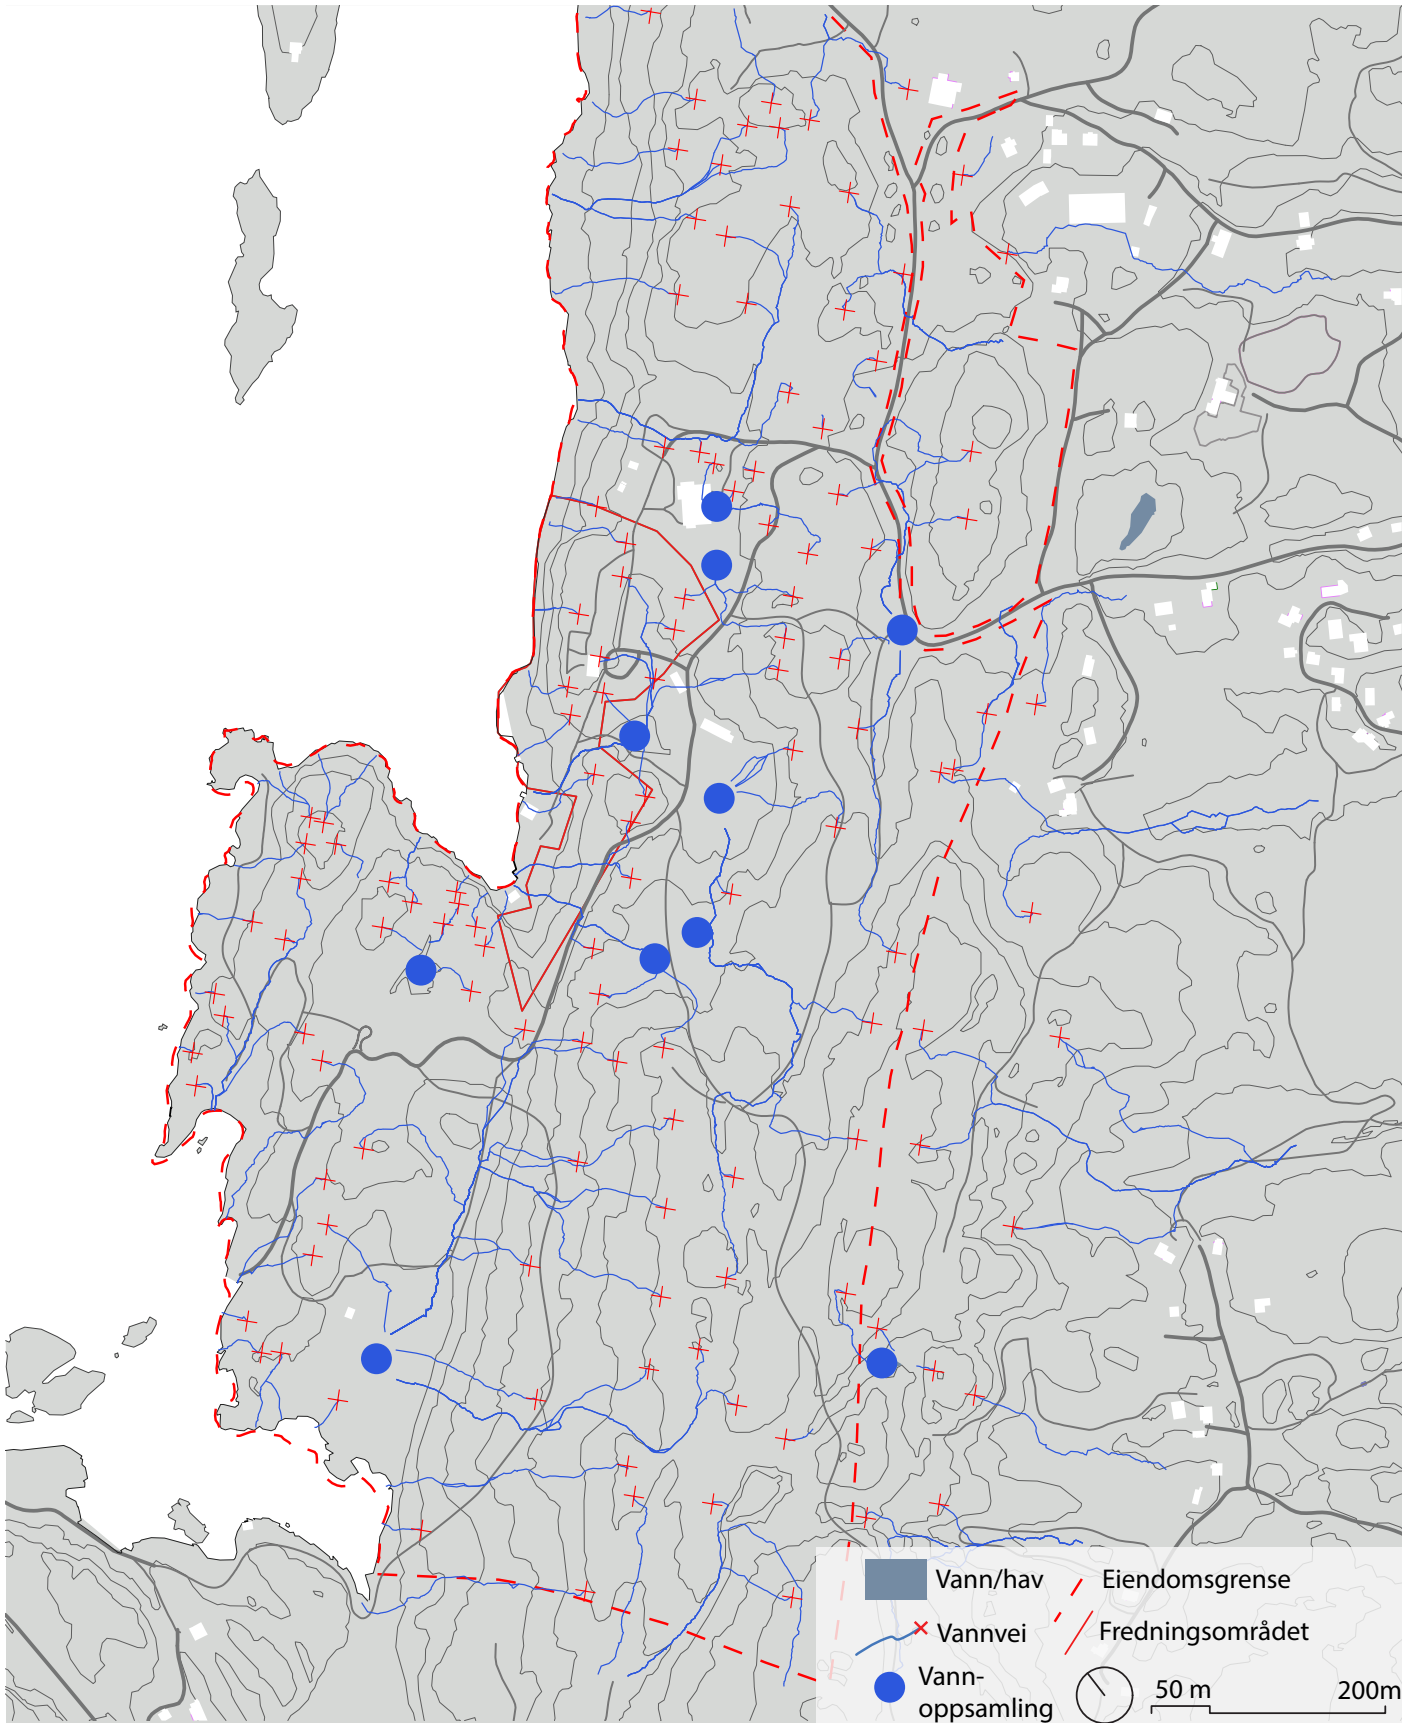 Vann/hav
Eiendomsgrense
Vannvei
Fredningsområdet
Vann-
oppsamling
50 m
200m